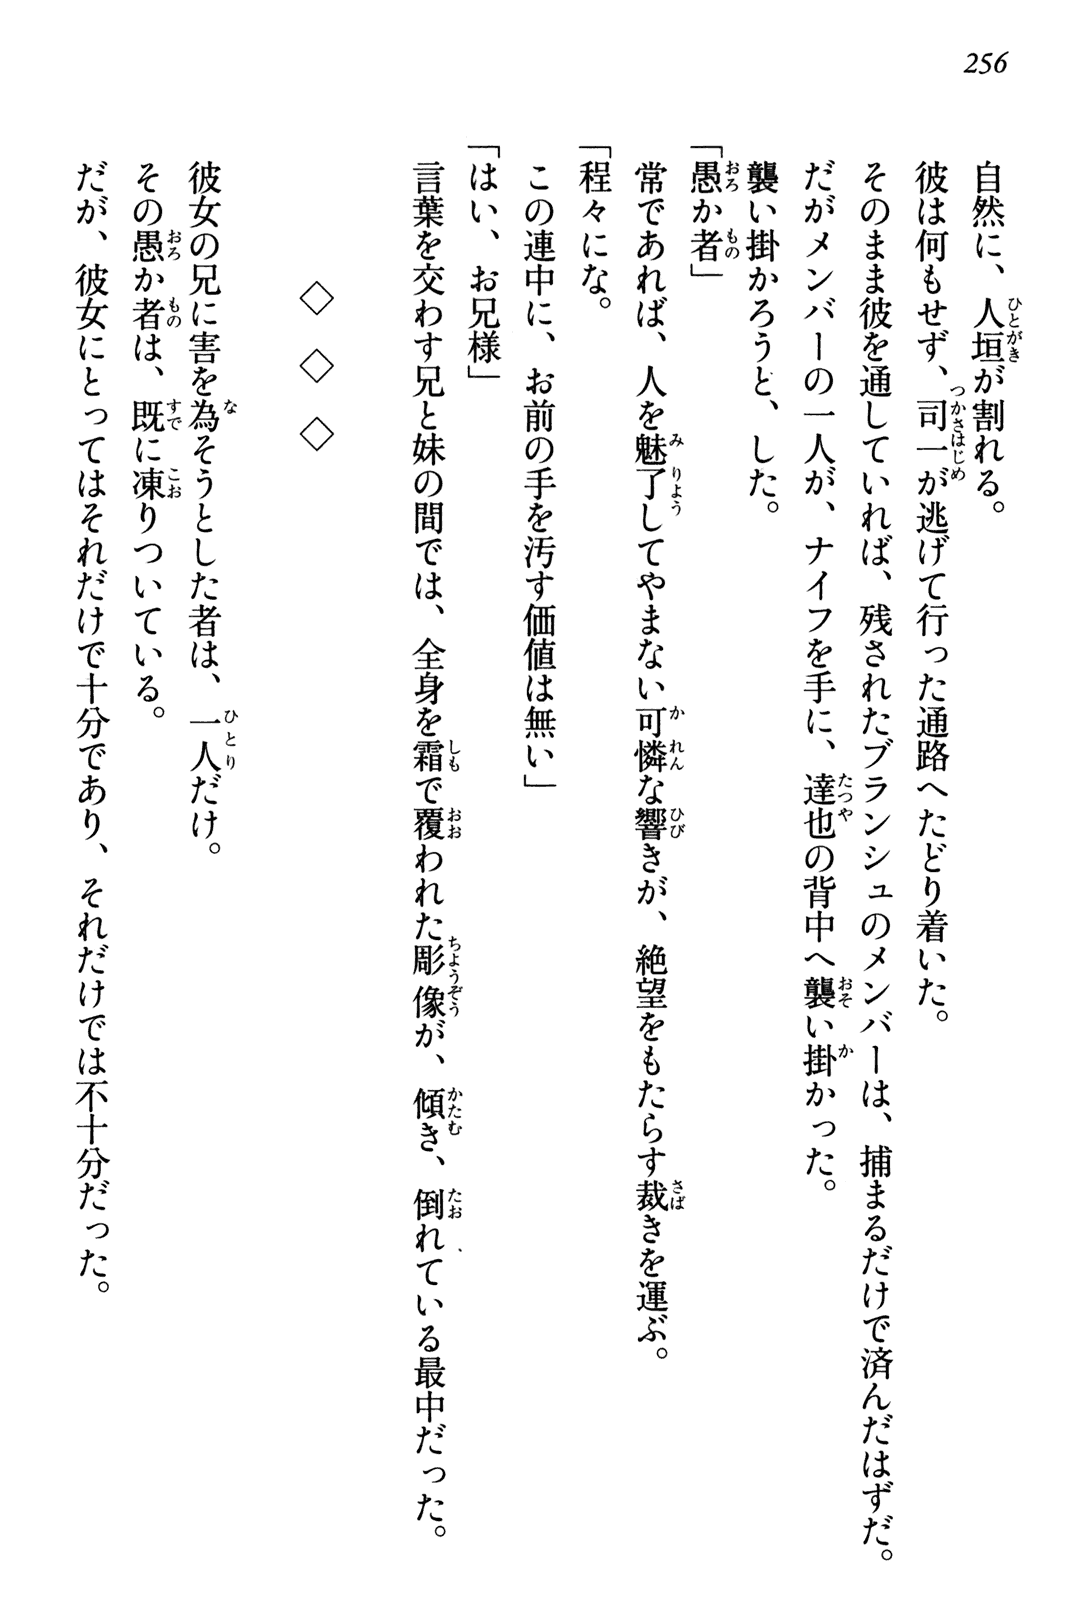 256
自然に、人垣が割れる。
彼は何もせず、司一が逃げて行った通路へたどり着いた。
そのまま彼を通していれば、残されたブランシュのメンバーは、捕まるだけで済んだはずだ。
だがメンバーの一人が、ナイフを手に、達也の背中へ襲い掛かった。
襲い掛かろうと、した。
「愚か者」
常であれば、人を魅了してやまない可憐な響きが、絶望をもたらす裁きを運ぶ。
「程々にな。
この連中に、お前の手を汚す価値は無い」
「はい、お兄様」
言葉を交わす兄と妹の間では、全身を霜で覆われた彫像が、傾き、倒れている最中だった。
◇ ◇ ◇
彼女の兄に害を為そうとした者は、一人だけ。
その愚か者は、既に凍りついている。
だが、彼女にとってはそれだけで十分であり、それだけでは不十分だった。